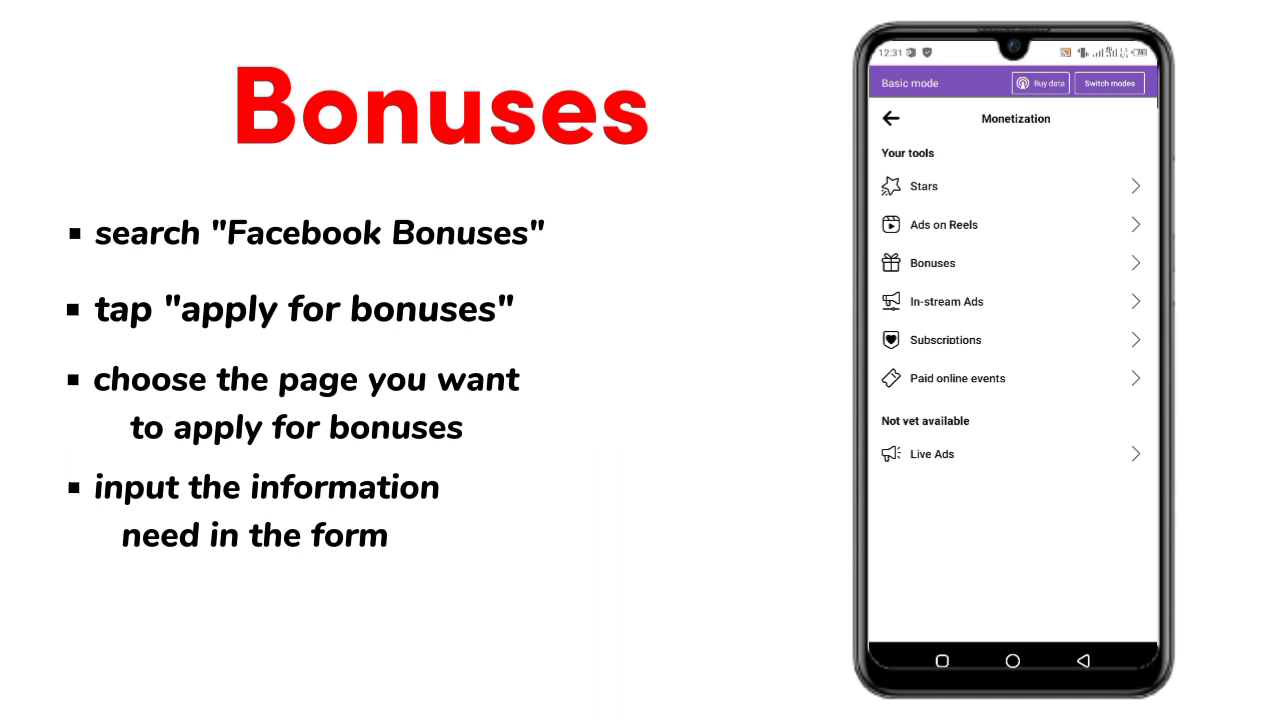 Bonuses
▪ search "Facebook Bonuses"
▪ tap "apply for bonuses"
▪ choose the page you want
to apply for bonuses
▪ input the information
need in the form
12:31
Basic mode Buy data Switch modes
Monetization
Your tools
Stars
Ads on Reels
Bonuses
In-stream Ads
Subscriptions
Paid online events
Not yet available
Live Ads